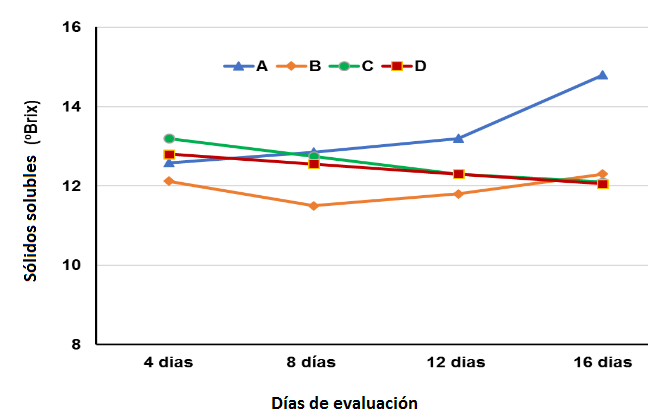 16
14
12
10
8
Sólidos solubles (ºBrix)
A B C D
4 dias 8 días 12 dias 16 dias
Días de evaluación